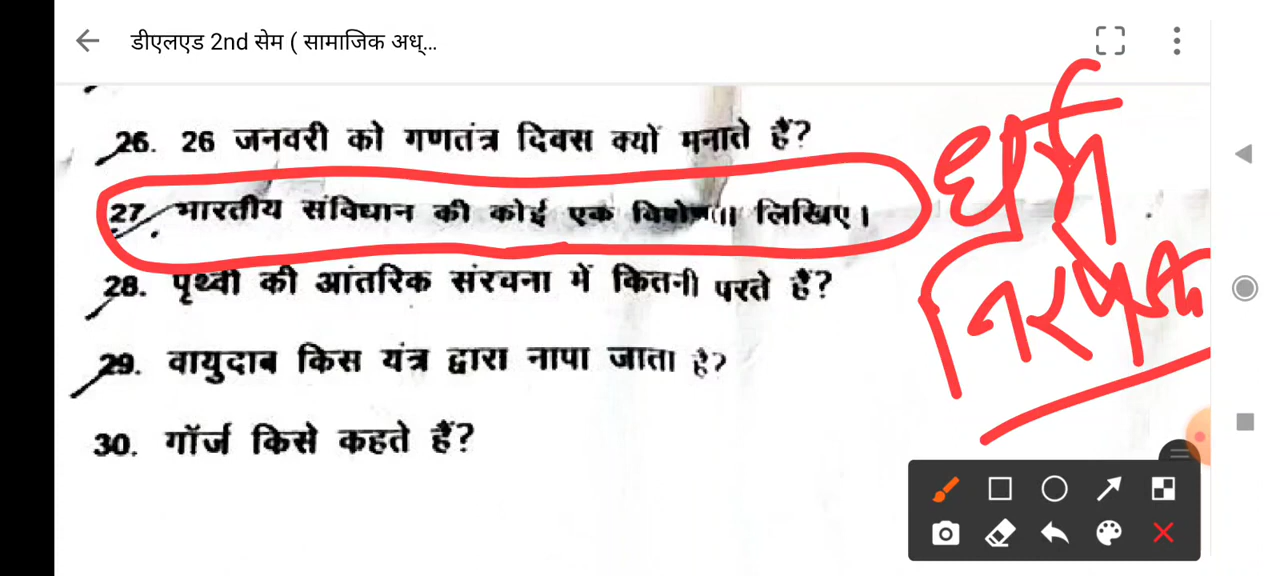 डीएलएड 2nd सेम ( सामाजिक अध्...
26. 26 जनवरी को गणतंत्र दिवस क्यों मनाते हैं?
27. भारतीय संविधान की कोई एक लिखिए।
28. पृथ्वी की आंतरिक संरचना में कितनी परते हैं?
29. वायुदाब किस यंत्र द्वारा नापा जाता है?
30. गॉर्ज किसे कहते हैं?
धर्म
निरपेक्ष